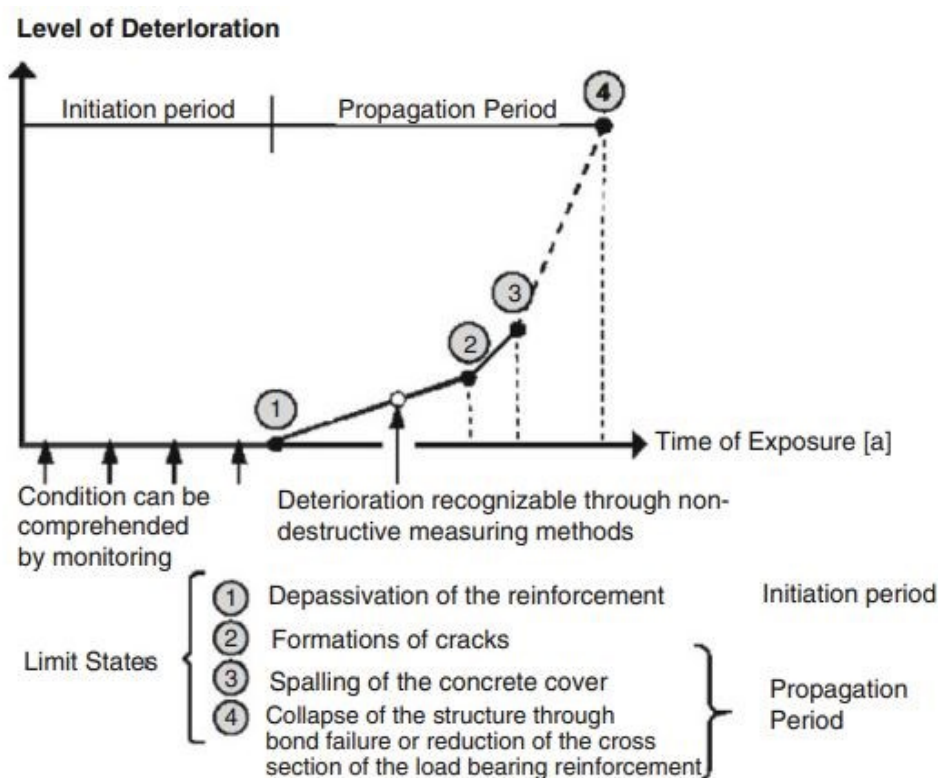 Level of Deterloration
Initiation period
Propagation Period
4
3
2
1
Time of Exposure [a]
Condition can be
comprehended
by monitoring
Deterioration recognizable through non-
destructive measuring methods
Limit States
1 Depassivation of the reinforcement
Initiation period
2 Formations of cracks
3 Spalling of the concrete cover
4 Collapse of the structure through
bond failure or reduction of the cross
section of the load bearing reinforcement
Propagation
Period